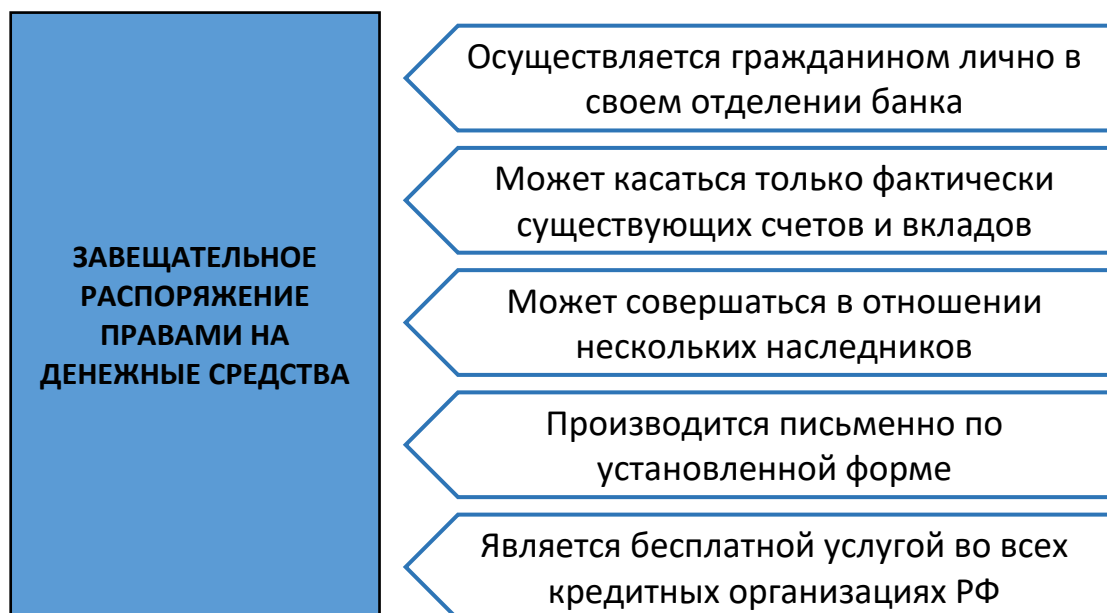 ЗАВЕЩАТЕЛЬНОЕ
РАСПОРЯЖЕНИЕ
ПРАВАМИ НА
ДЕНЕЖНЫЕ СРЕДСТВА
Осуществляется гражданином лично в
своем отделении банка
Может касаться только фактически
существующих счетов и вкладов
Может совершаться в отношении
нескольких наследников
Производится письменно по
установленной форме
Является бесплатной услугой во всех
кредитных организациях РФ